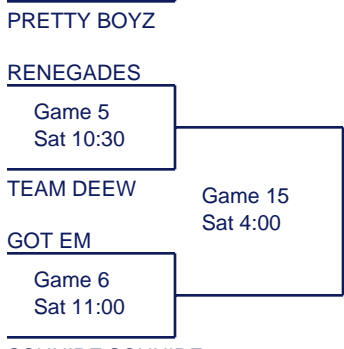 PRETTY BOYZ
RENEGADES
Game 5
Sat 10:30
TEAM DEEW
Game 15
Sat 4:00
GOT EM
Game 6
Sat 11:00